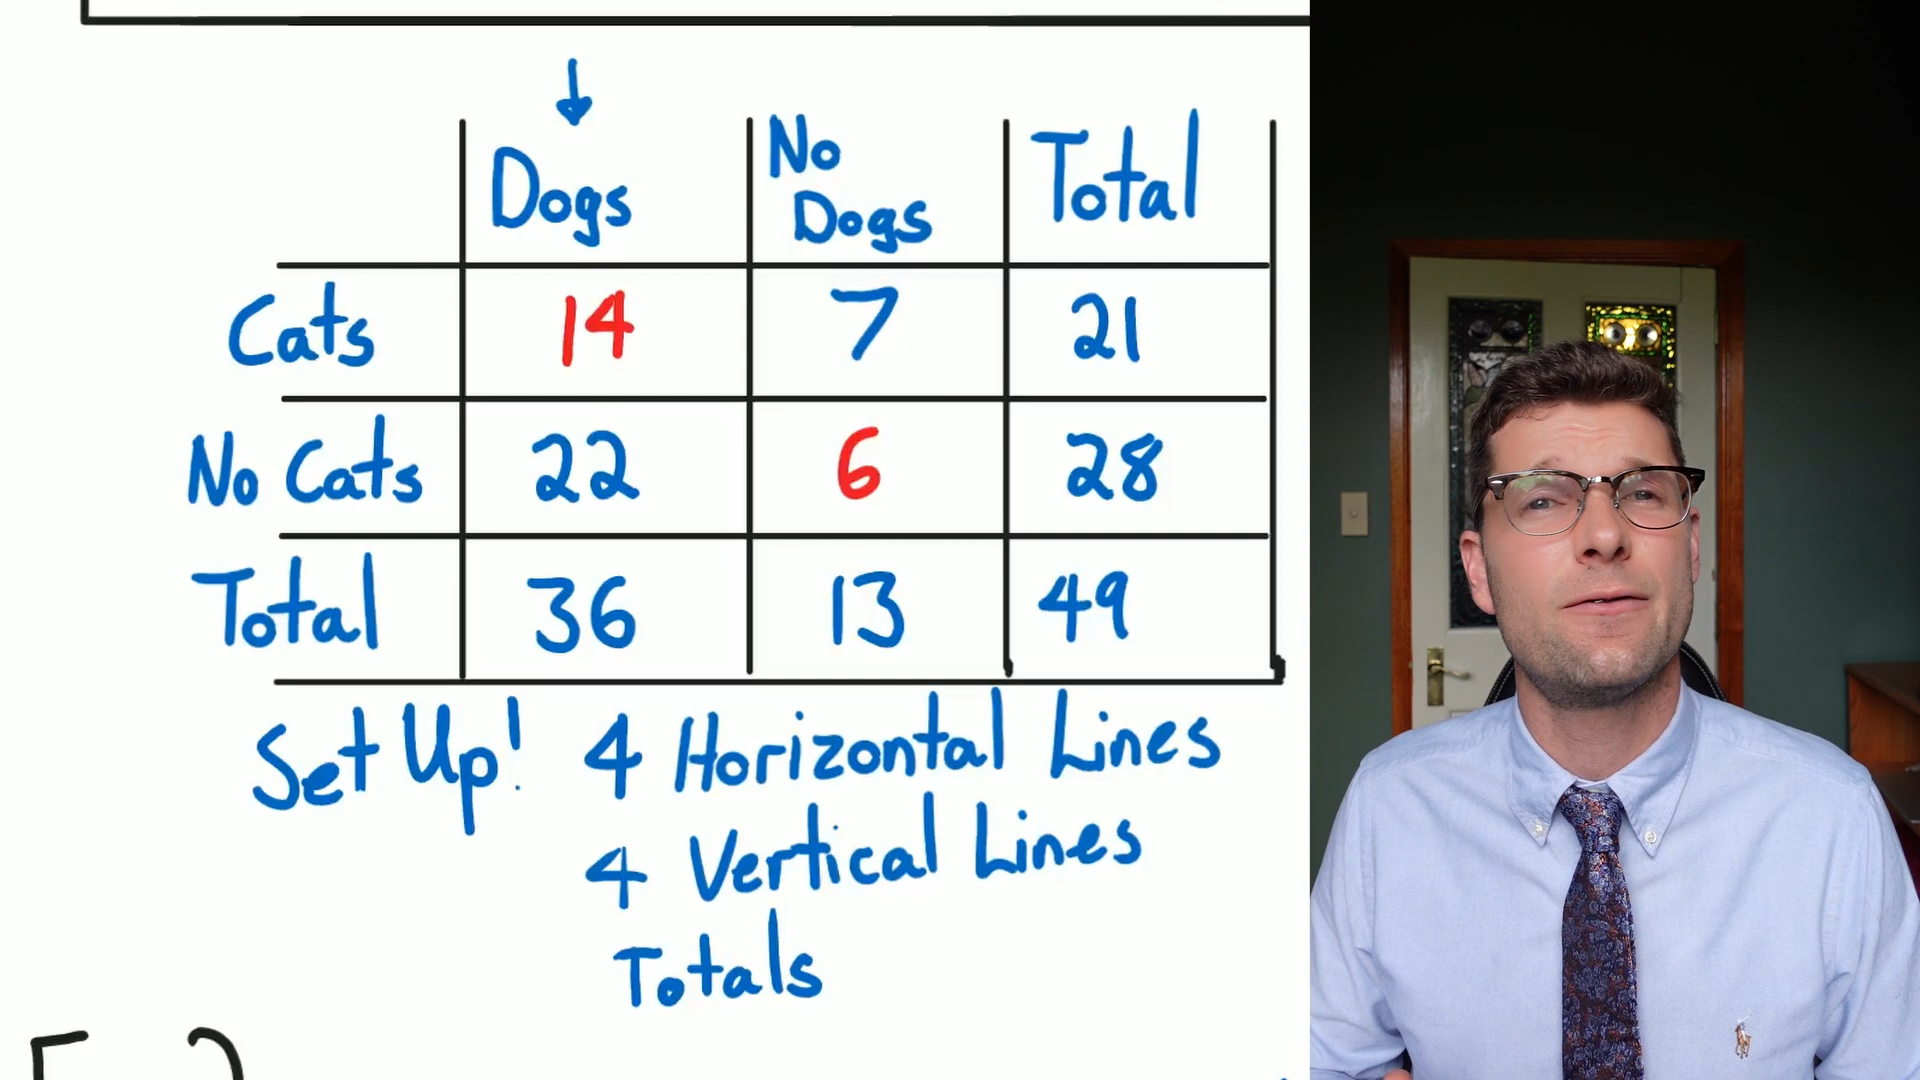 Dogs No Dogs Total
Cats 14 7 21
No Cats 22 6 28
Total 36 13 49
Set Up! 4 Horizontal Lines
4 Vertical Lines
Totals